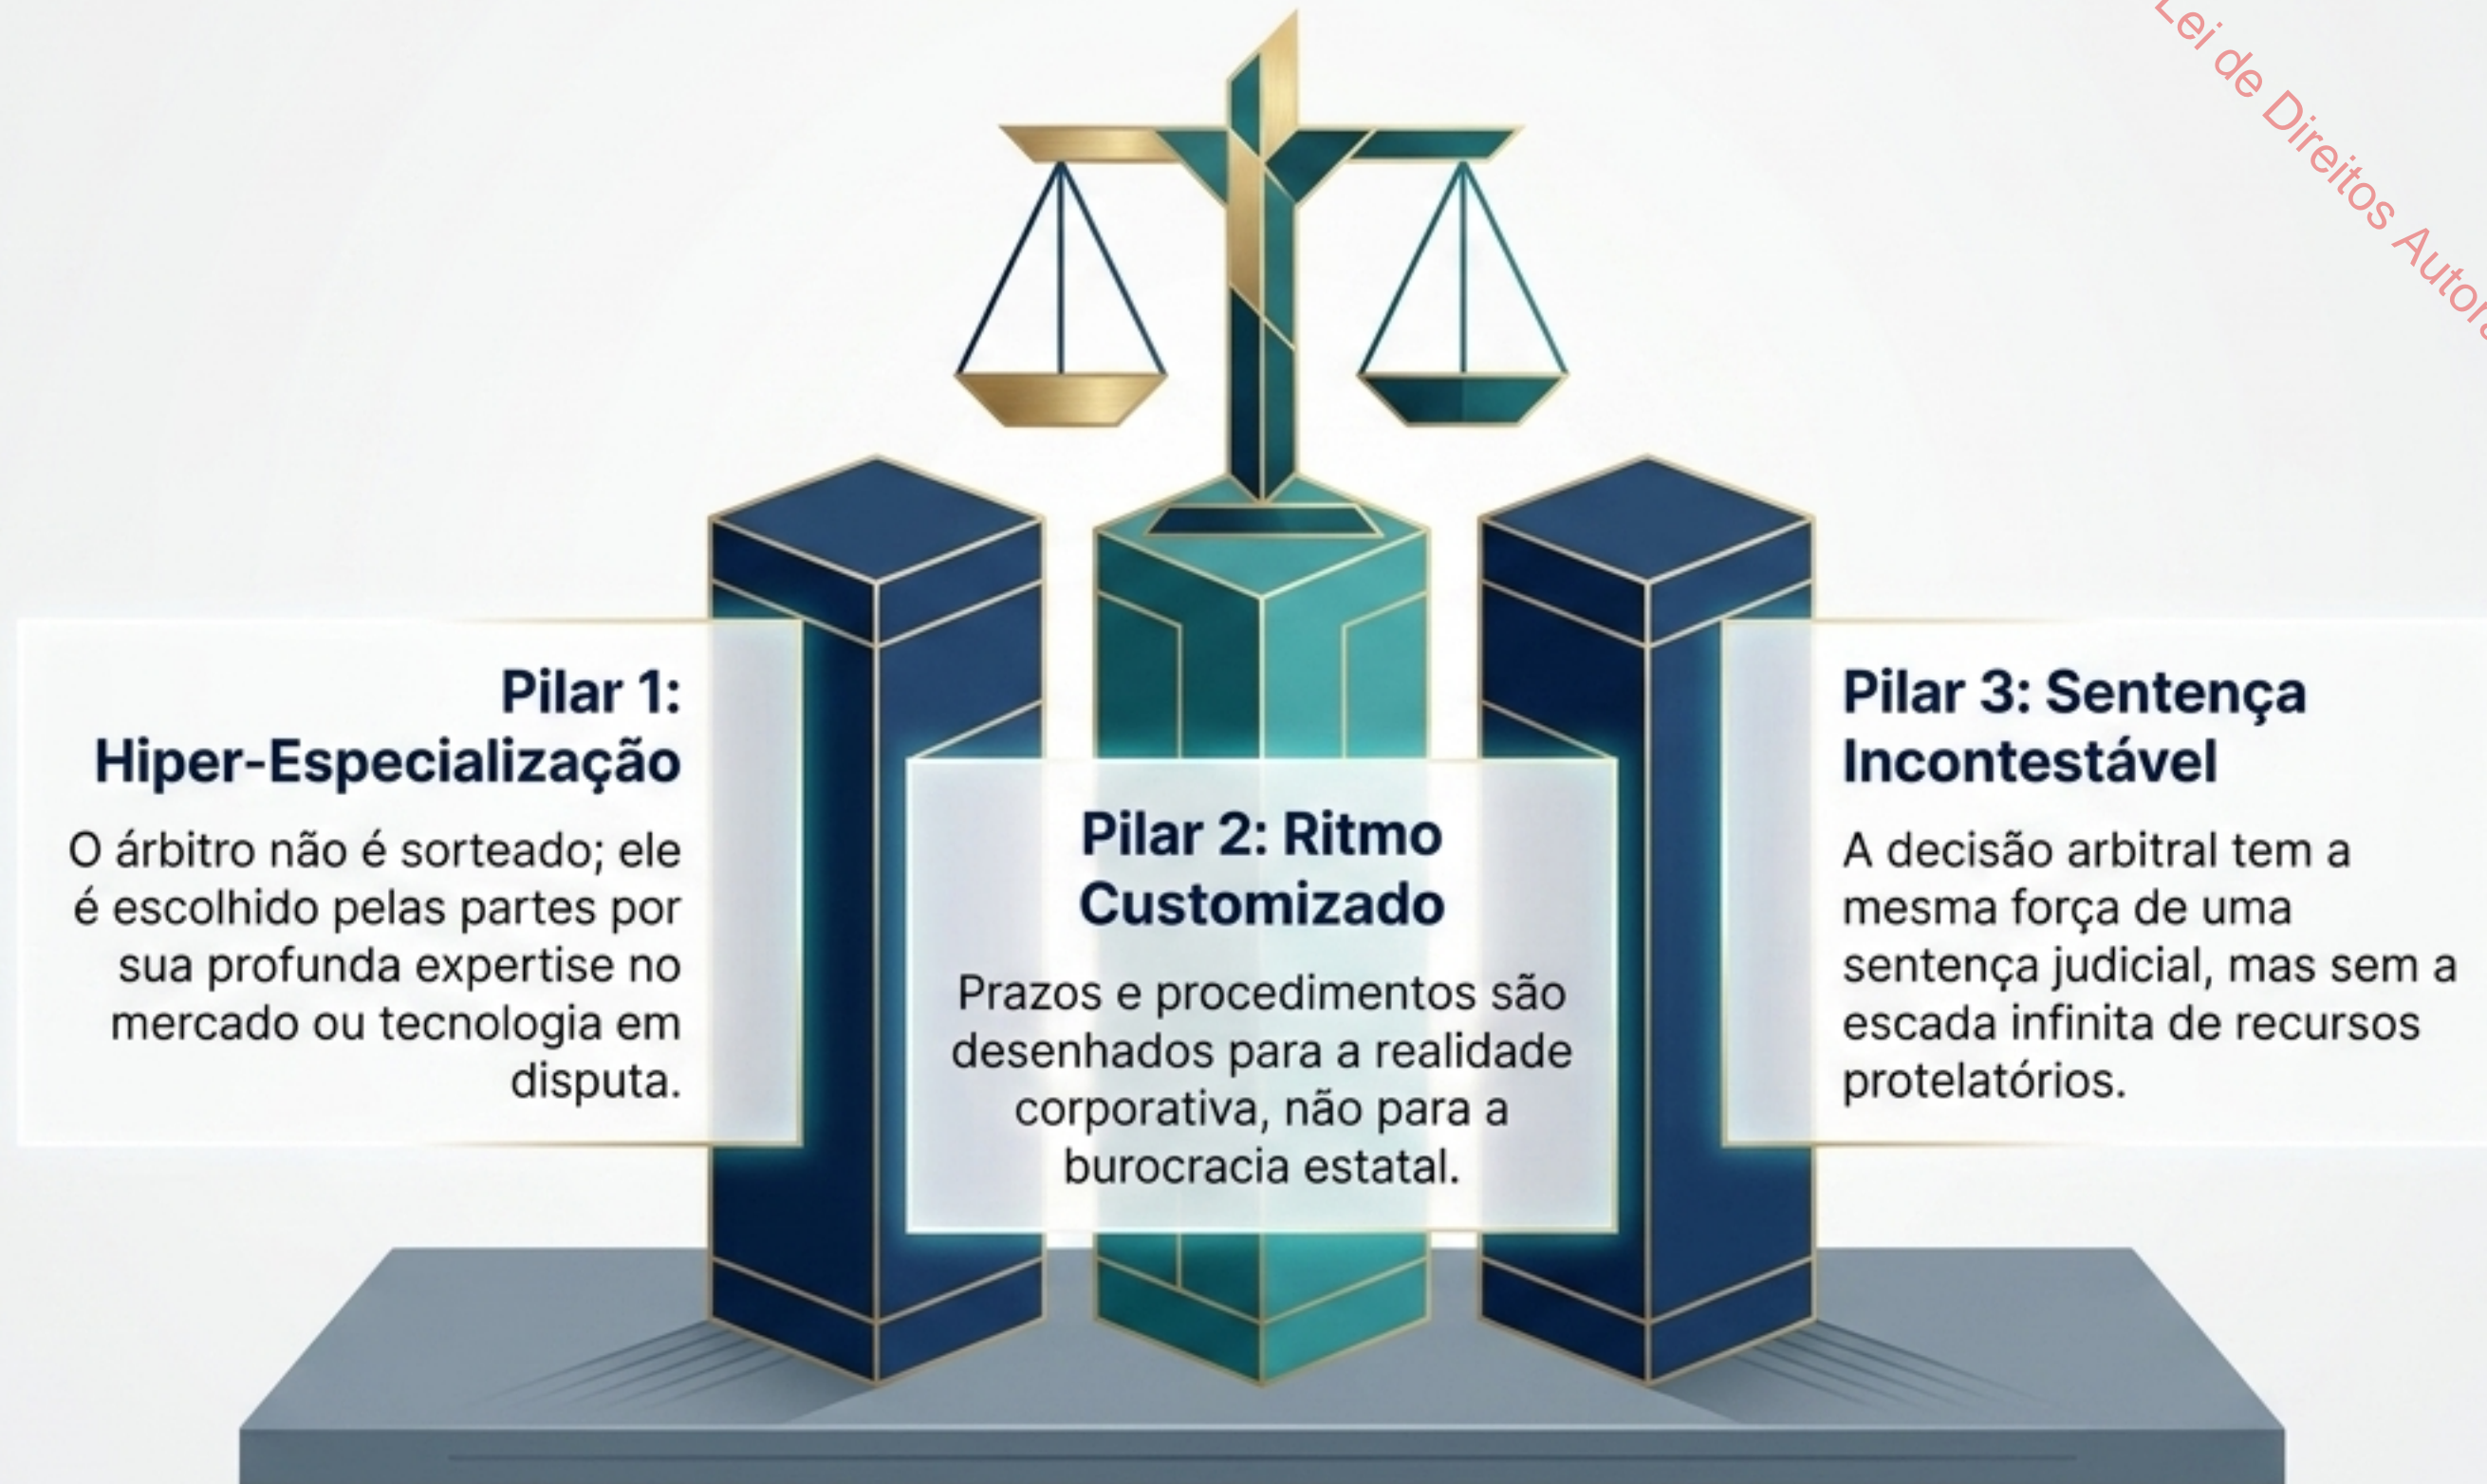 Lei de Direitos
Pilar 1:
Hiper-Especialização
O árbitro não é sorteado; ele
é escolhido pelas partes por
sua profunda expertise no
mercado ou tecnologia em
disputa.
Pilar 2: Ritmo
Customizado
Prazos e procedimentos são
desenhados para a realidade
corporativa, não para a
burocracia estatal.
Pilar 3: Sentença
Incontestável
A decisão arbitral tem a
mesma força de uma
sentença judicial, mas sem a
escada infinita de recursos
protelatórios.